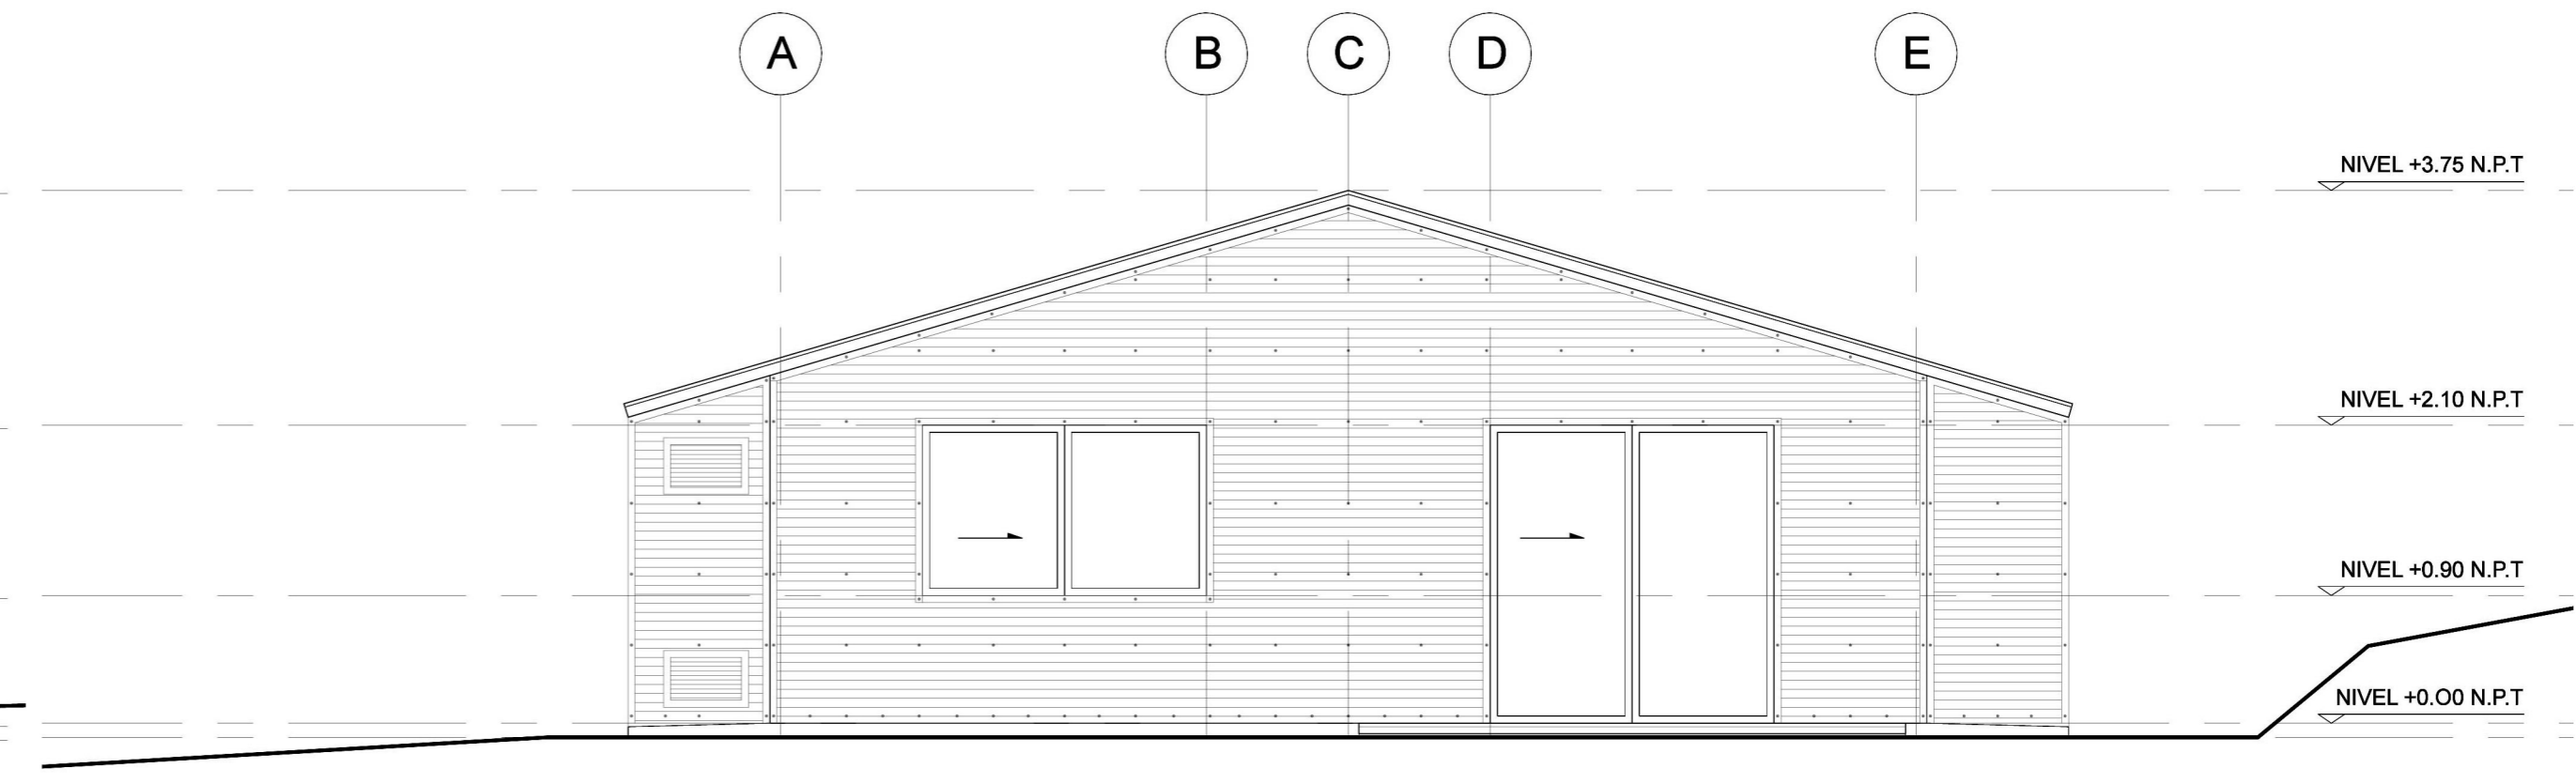 A
B
C
D
E
NIVEL +3.75 N.P.T
NIVEL +2.10 N.P.T
NIVEL +0.90 N.P.T
NIVEL +0.O0 N.P.T